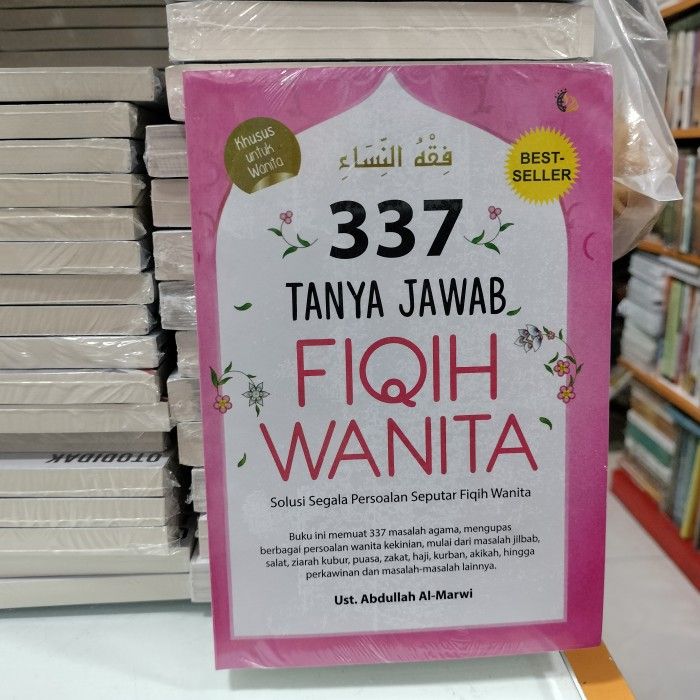 Khusus
untuk
Wanita
فِقْهُ النِّسَاءِ
BEST-
SELLER
337
TANYA JAWAB
FIQIH
WANITA
Solusi Segala Persoalan Seputar Fiqih Wanita
Buku ini memuat 337 masalah agama, mengupas
berbagai persoalan wanita kekinian, mulai dari masalah jilbab,
salat, ziarah kubur, puasa, zakat, haji, kurban, akikah, hingga
perkawinan dan masalah-masalah lainnya.
Ust. Abdullah Al-Marwi
OTODIDAK